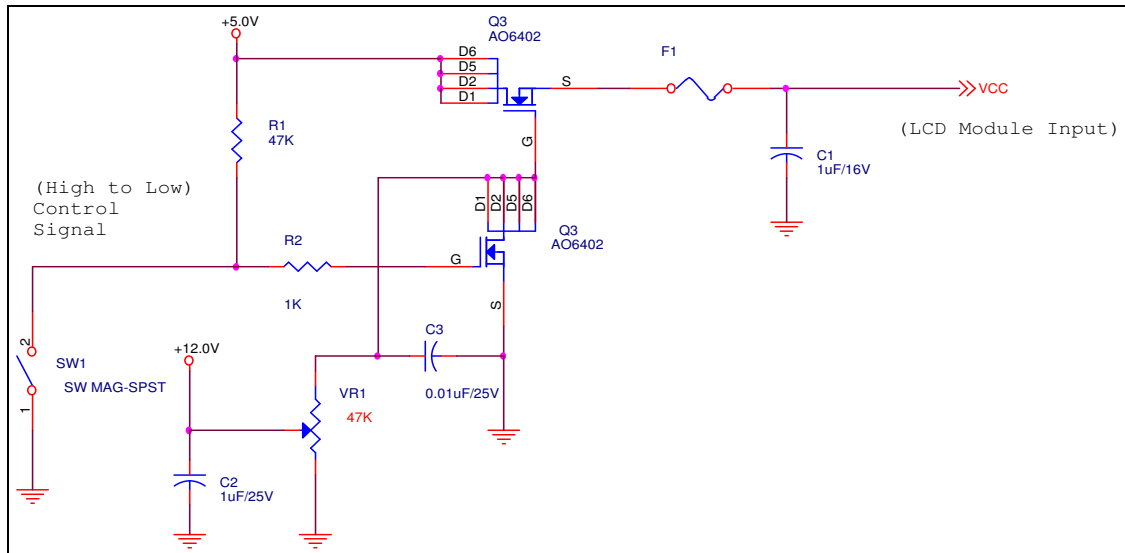 +5.0V
Q3
AO6402
D6
D5
D2
D1
S
G
F1
VCC
(LCD Module Input)
R1
47K
C1
1uF/16V
(High to Low)
Control
Signal
D1
D2
D5
D6
Q3
AO6402
R2
1K
G
S
2
SW1
SW MAG-SPST
1
+12.0V
C3
0.01uF/25V
VR1
47K
C2
1uF/25V